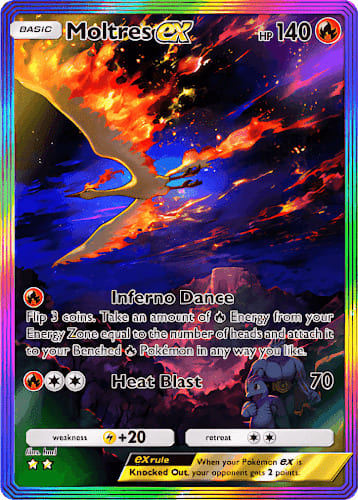 BASIC Moltres ex HP 140
Inferno Dance
Flip 3 coins. Take an amount of Energy from your
Energy Zone equal to the number of heads and attach it
to your Benched Pokémon in any way you like.
Heat Blast 70
weakness +20 retreat
Illus. hncl
ex rule When your Pokémon ex is
Knocked Out, your opponent gets 2 points.